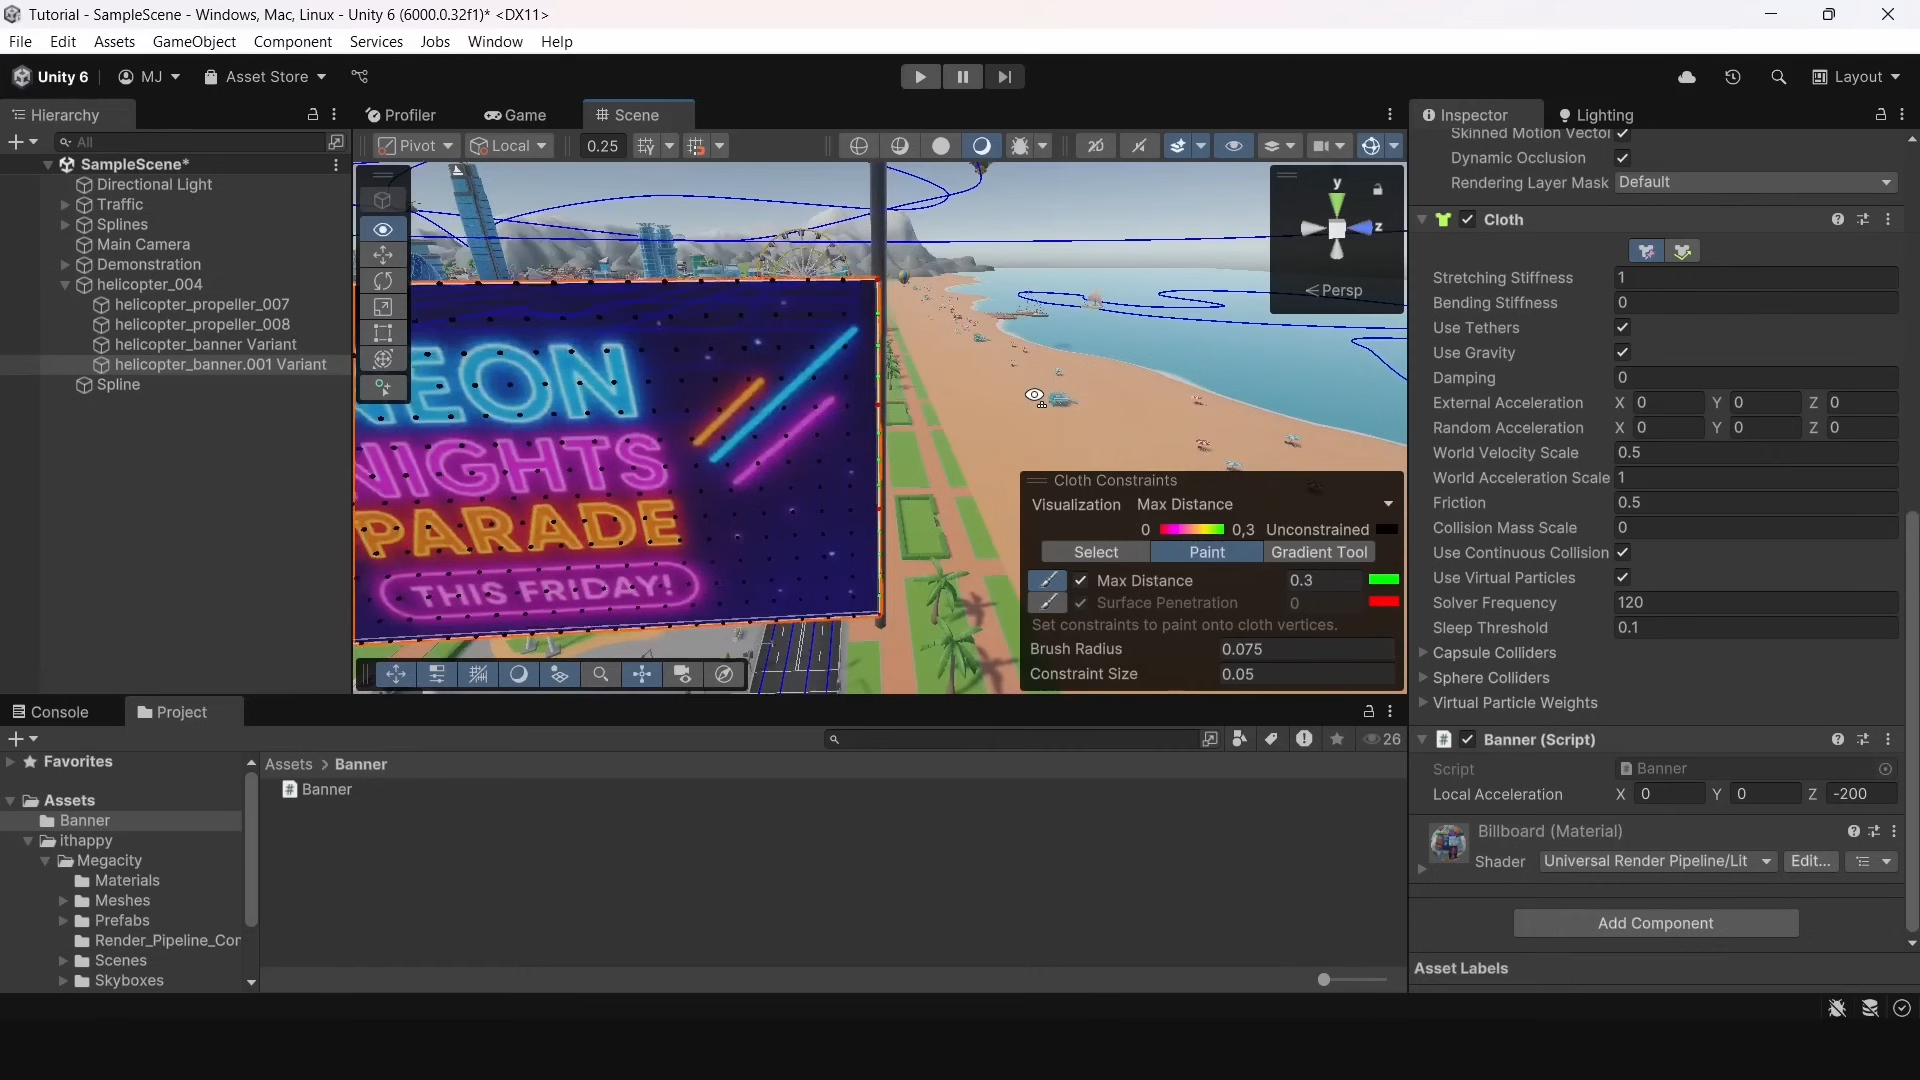 Tutorial - SampleScene - Windows, Mac, Linux - Unity 6 (6000.0.32f1)* <DX11>
File Edit Assets GameObject Component Services Jobs Window Help
Unity 6 MJ Asset Store Layout
Hierarchy Profiler Game Scene Inspector Lighting
All
Pivot Local 0.25
SampleScene*
Directional Light
Traffic
Splines
Main Camera
Demonstration
helicopter_004
helicopter_propeller_007
helicopter_propeller_008
helicopter_banner Variant
helicopter_banner.001 Variant
Spline
y
z
Persp
EON
NIGHTS
PARADE
THIS FRIDAY!
Cloth Constraints
Visualization Max Distance
0 0,3 Unconstrained
Select Paint Gradient Tool
Max Distance 0.3
Surface Penetration 0
Set constraints to paint onto cloth vertices.
Brush Radius 0.075
Constraint Size 0.05
Skinned Motion Vector
Dynamic Occlusion
Rendering Layer Mask Default
Cloth
Stretching Stiffness 1
Bending Stiffness 0
Use Tethers
Use Gravity
Damping 0
External Acceleration X 0 Y 0 Z 0
Random Acceleration X 0 Y 0 Z 0
World Velocity Scale 0.5
World Acceleration Scale 1
Friction 0.5
Collision Mass Scale 0
Use Continuous Collision
Use Virtual Particles
Solver Frequency 120
Sleep Threshold 0.1
Capsule Colliders
Sphere Colliders
Virtual Particle Weights
# Banner (Script)
Script # Banner
Local Acceleration X 0 Y 0 Z -200
Billboard (Material)
Shader Universal Render Pipeline/Lit Edit...
Add Component
Asset Labels
Console Project
26
Favorites
Assets
Banner
ithappy
Megacity
Materials
Meshes
Prefabs
Render_Pipeline_Cor
Scenes
Skyboxes
Assets > Banner
# Banner